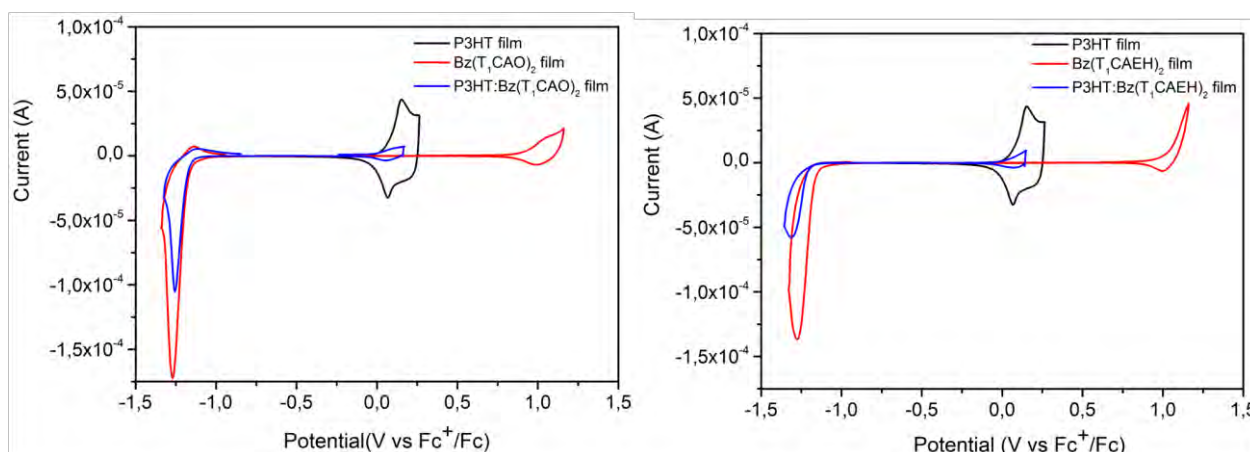 1,0x10⁻⁴
5,0x10⁻⁵
0,0
-5,0x10⁻⁵
-1,0x10⁻⁴
-1,5x10⁻⁴
Current (A)
P3HT film
Bz(T₁CAO)₂ film
P3HT:Bz(T₁CAO)₂ film
-1,5 -1,0 -0,5 0,0 0,5 1,0 1,5
Potential(V vs Fc⁺/Fc)
1,0x10⁻⁴
5,0x10⁻⁵
0,0
-5,0x10⁻⁵
-1,0x10⁻⁴
-1,5x10⁻⁴
Current (A)
P3HT film
Bz(T₁CAEH)₂ film
P3HT:Bz(T₁CAEH)₂ film
-1,5 -1,0 -0,5 0,0 0,5 1,0 1,5
Potential (V vs Fc⁺/Fc)